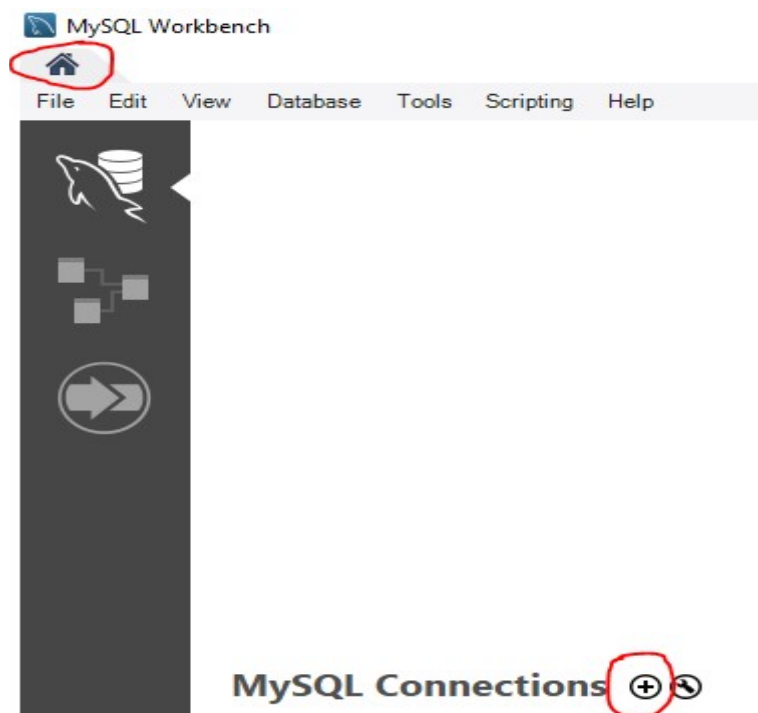 MySQL Workbench
File Edit View Database Tools Scripting Help
MySQL Connections